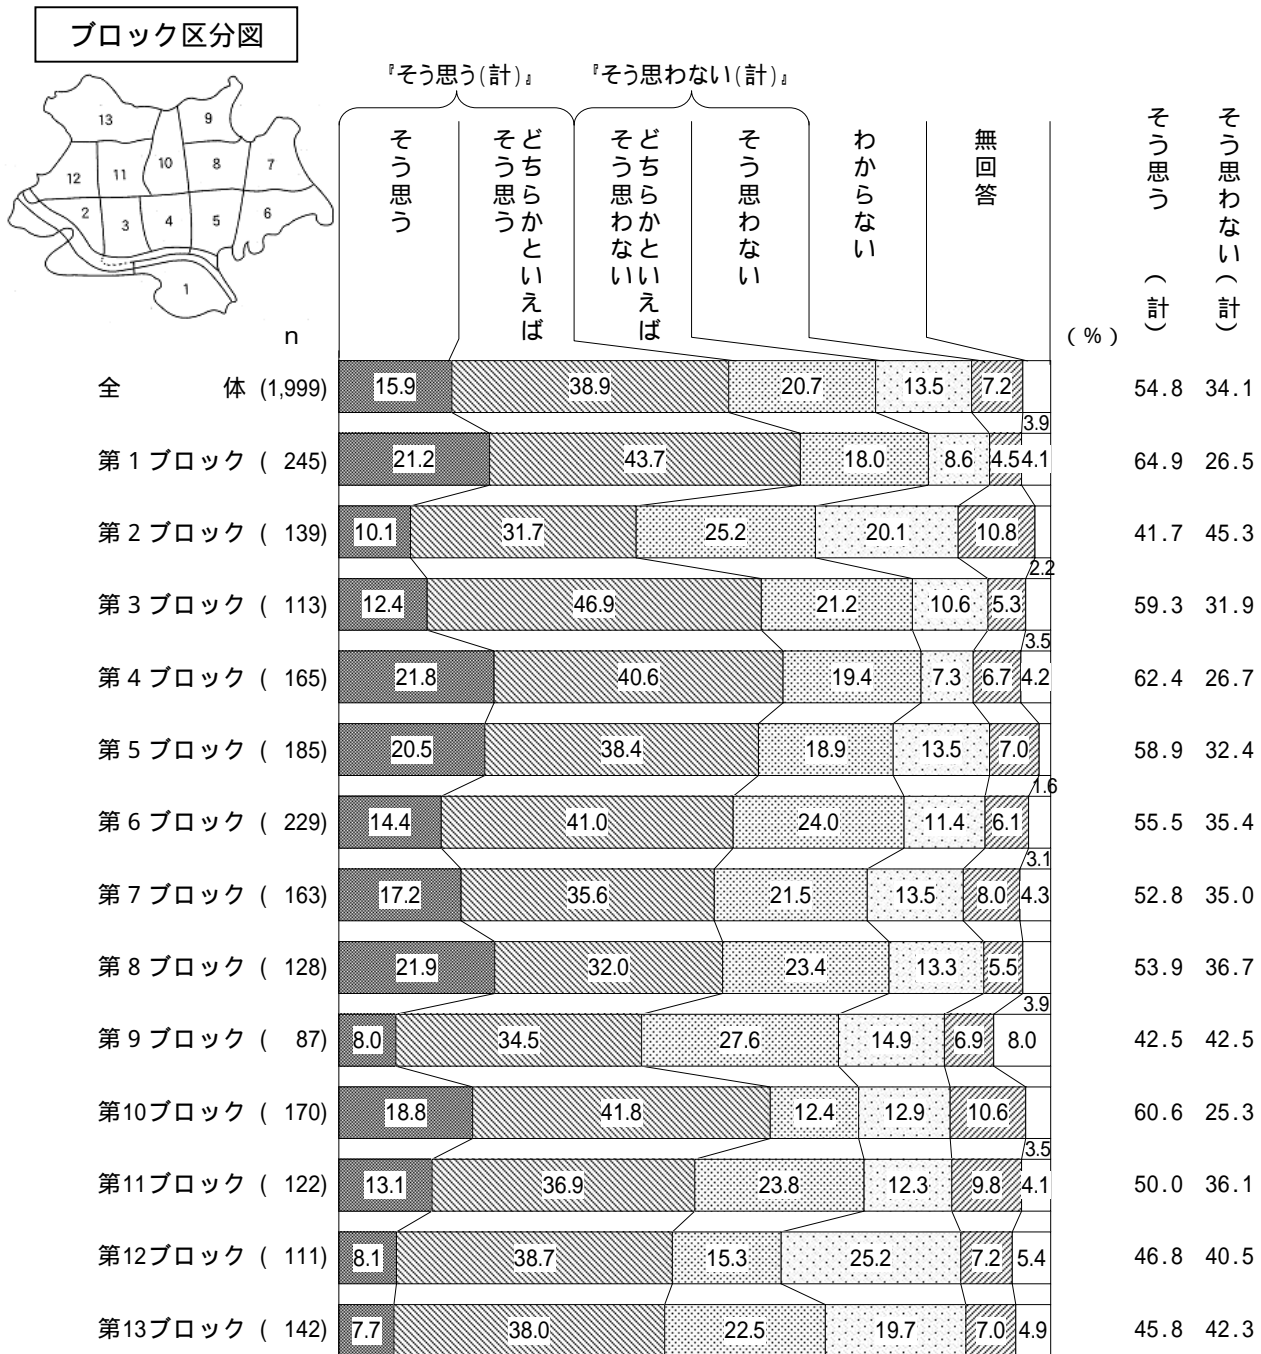 ブロック区分図
『そう思う(計)』 『そう思わない(計)』
そう思う
どちらかといえば
そう思う
どちらかといえば
そう思わない
そう思わない
わからない
無回答
そう思う(計)
そう思わない(計)
13
9
12
11
10
8
7
2
3
4
5
6
1
n
(%)
全体 (1,999) 15.9 38.9 20.7 13.5 7.2 3.9 54.8 34.1
第1ブロック ( 245) 21.2 43.7 18.0 8.6 4.5 4.1 64.9 26.5
第2ブロック ( 139) 10.1 31.7 25.2 20.1 10.8 2.2 41.7 45.3
第3ブロック ( 113) 12.4 46.9 21.2 10.6 5.3 3.5 59.3 31.9
第4ブロック ( 165) 21.8 40.6 19.4 7.3 6.7 4.2 62.4 26.7
第5ブロック ( 185) 20.5 38.4 18.9 13.5 7.0 1.6 58.9 32.4
第6ブロック ( 229) 14.4 41.0 24.0 11.4 6.1 3.1 55.5 35.4
第7ブロック ( 163) 17.2 35.6 21.5 13.5 8.0 4.3 52.8 35.0
第8ブロック ( 128) 21.9 32.0 23.4 13.3 5.5 3.9 53.9 36.7
第9ブロック ( 87) 8.0 34.5 27.6 14.9 6.9 8.0 42.5 42.5
第10ブロック ( 170) 18.8 41.8 12.4 12.9 10.6 3.5 60.6 25.3
第11ブロック ( 122) 13.1 36.9 23.8 12.3 9.8 4.1 50.0 36.1
第12ブロック ( 111) 8.1 38.7 15.3 25.2 7.2 5.4 46.8 40.5
第13ブロック ( 142) 7.7 38.0 22.5 19.7 7.0 4.9 45.8 42.3